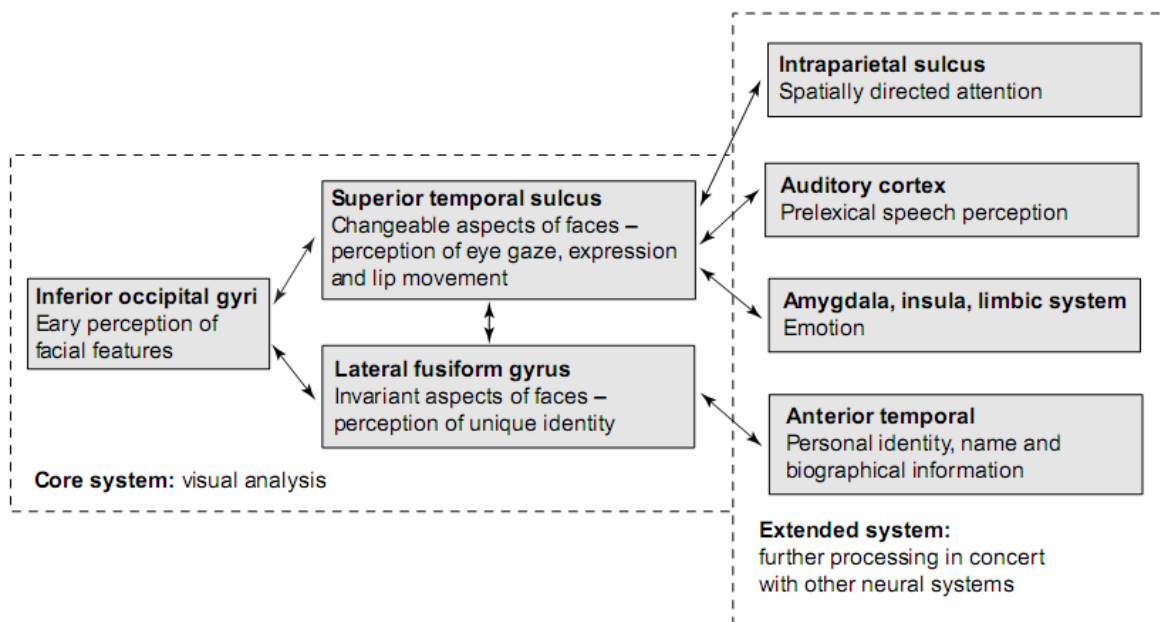 Intraparietal sulcus
Spatially directed attention
Superior temporal sulcus
Changeable aspects of faces –
perception of eye gaze, expression
and lip movement
Auditory cortex
Prelexical speech perception
Inferior occipital gyri
Eary perception of
facial features
Amygdala, insula, limbic system
Emotion
Lateral fusiform gyrus
Invariant aspects of faces –
perception of unique identity
Anterior temporal
Personal identity, name and
biographical information
Core system: visual analysis
Extended system:
further processing in concert
with other neural systems